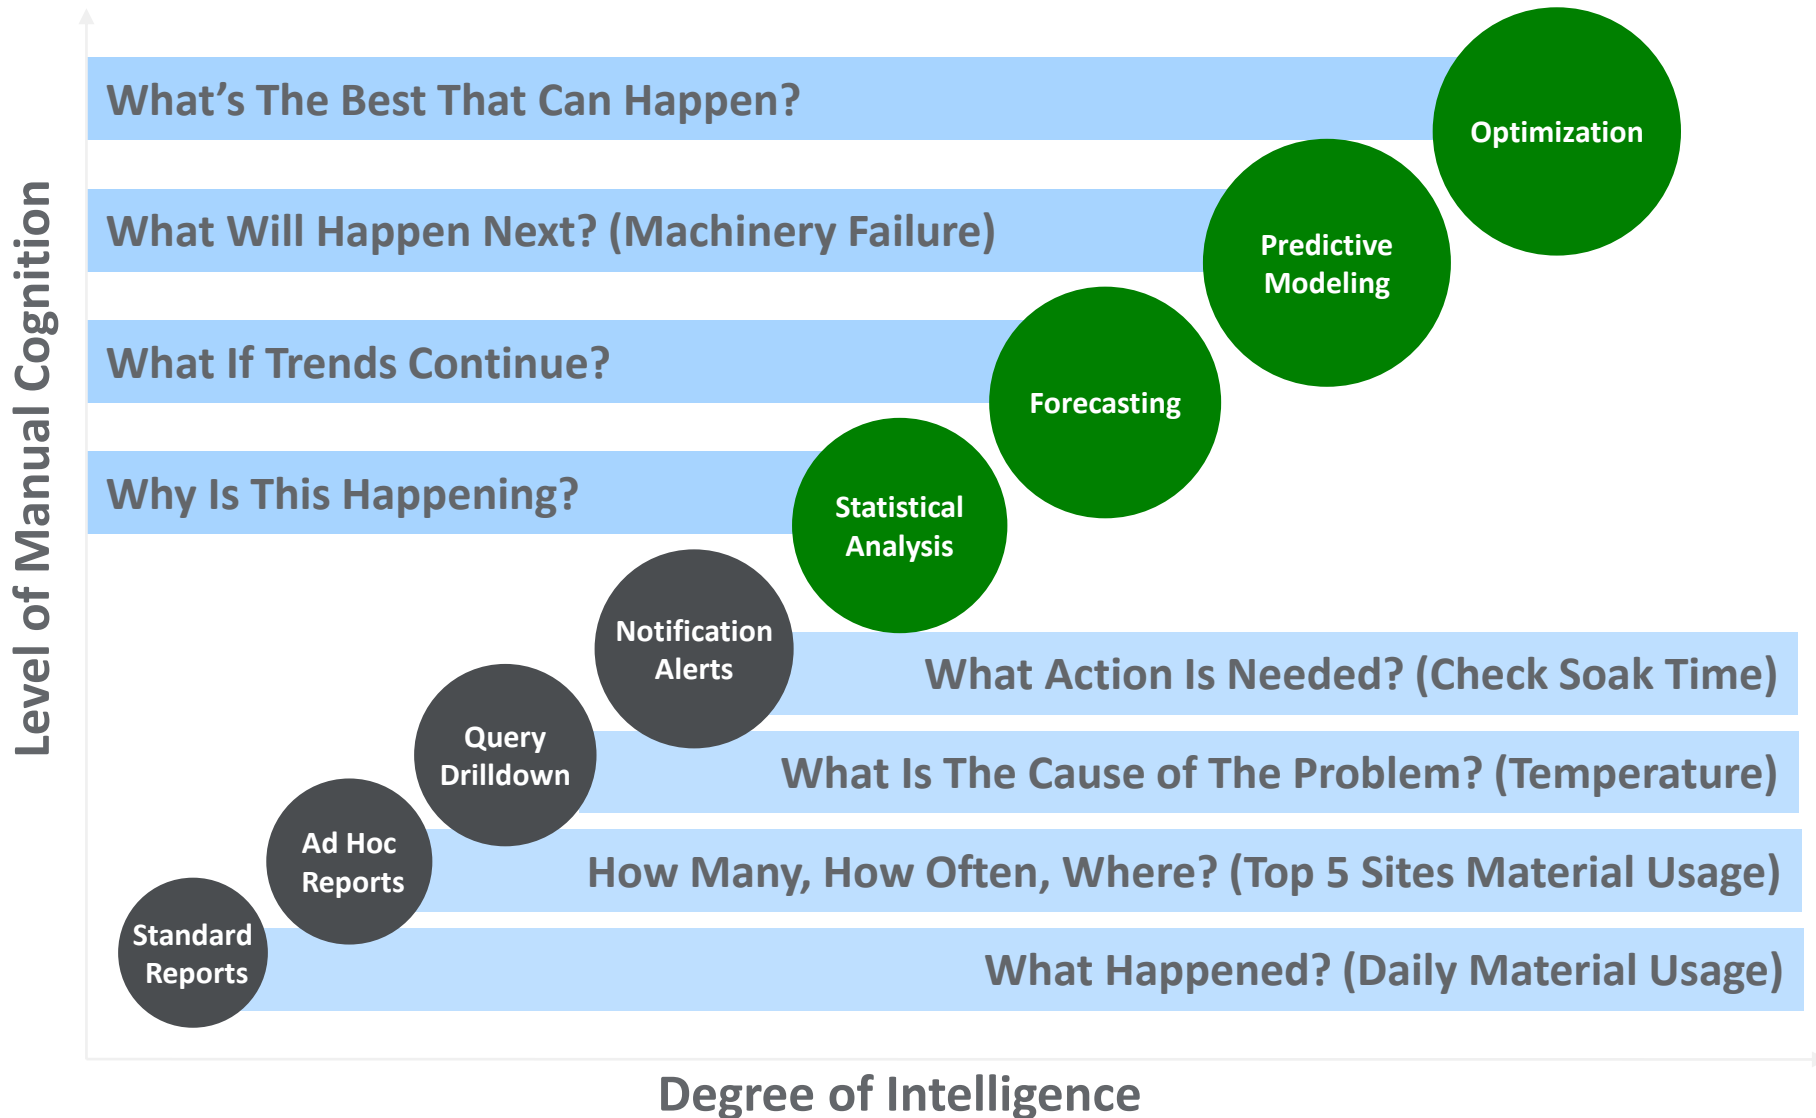 What's The Best That Can Happen?
Optimization
What Will Happen Next? (Machinery Failure)
Predictive
Modeling
What If Trends Continue?
Forecasting
Why Is This Happening?
Statistical
Analysis
Notification
Alerts
What Action Is Needed? (Check Soak Time)
Query
Drilldown
What Is The Cause of The Problem? (Temperature)
Ad Hoc
Reports
How Many, How Often, Where? (Top 5 Sites Material Usage)
Standard
Reports
What Happened? (Daily Material Usage)
Level of Manual Cognition
Degree of Intelligence